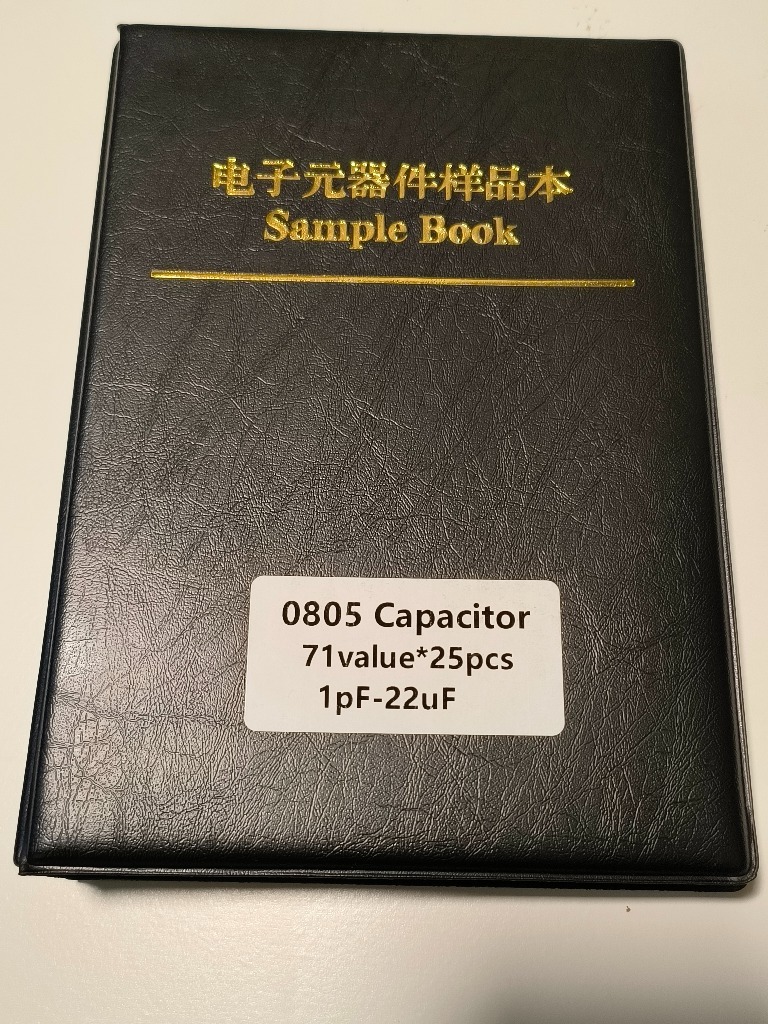 电子元器件样品本
Sample Book
0805 Capacitor
71value*25pcs
1pF-22uF